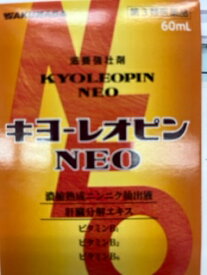 第3類医薬品
60mL
滋養強壮剤
KYOLEOPIN
NEO
キヨーレオピン
NEO
濃縮熟成ニンニク抽出液
肝臓分解エキス
ビタミンB₁
ビタミンB₂
ビタミンB₆